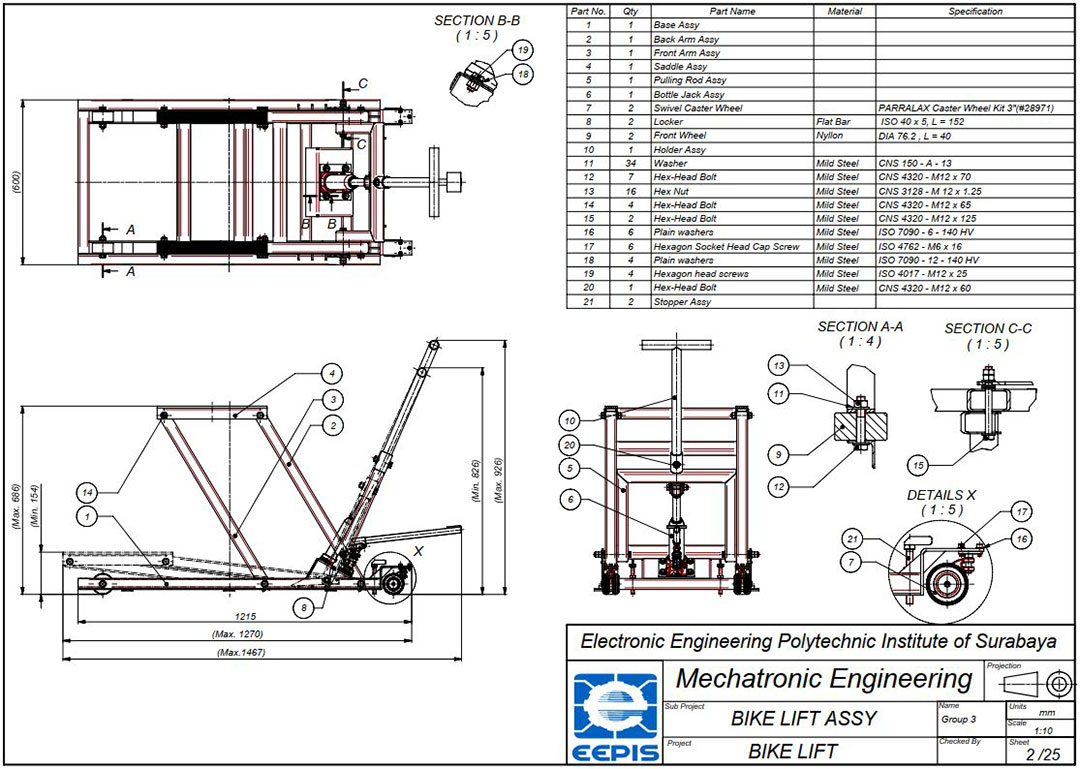 SECTION B-B
( 1 : 5 )
19
18
C
C
A
A
B B
(600)
Part No. Qty Part Name Material Specification
1 1 Base Assy
2 1 Back Arm Assy
3 1 Front Arm Assy
4 1 Saddle Assy
5 1 Pulling Rod Assy
6 1 Bottle Jack Assy
7 2 Swivel Caster Wheel PARRALAX Caster Wheel Kit 3"(#28971)
8 2 Locker Flat Bar ISO 40 x 5, L = 152
9 2 Front Wheel Nyllon DIA 76.2 , L = 40
10 1 Holder Assy
11 34 Washer Mild Steel CNS 150 - A - 13
12 7 Hex-Head Bolt Mild Steel CNS 4320 - M12 x 70
13 16 Hex Nut Mild Steel CNS 3128 - M 12 x 1.25
14 4 Hex-Head Bolt Mild Steel CNS 4320 - M12 x 65
15 2 Hex-Head Bolt Mild Steel CNS 4320 - M12 x 125
16 6 Plain washers Mild Steel ISO 7090 - 6 - 140 HV
17 6 Hexagon Socket Head Cap Screw Mild Steel ISO 4762 - M6 x 16
18 4 Plain washers Mild Steel ISO 7090 - 12 - 140 HV
19 4 Hexagon head screws Mild Steel ISO 4017 - M12 x 25
20 1 Hex-Head Bolt Mild Steel CNS 4320 - M12 x 60
21 2 Stopper Assy
4
3
2
14
1
8
X
(Max. 686)
(Min. 154)
(Min. 826)
(Max. 926)
1215
(Max. 1270)
(Max.1467)
10
20
5
6
SECTION A-A
( 1 : 4 )
13
11
9
12
SECTION C-C
( 1 : 5 )
15
DETAILS X
( 1 : 5 )
17
16
21
7
Electronic Engineering Polytechnic Institute of Surabaya
EEPIS
Mechatronic Engineering
Projection
Sub Project
BIKE LIFT ASSY
Name
Group 3
Units
mm
Scale
1:10
Project
BIKE LIFT
Checked By
Sheet
2 /25